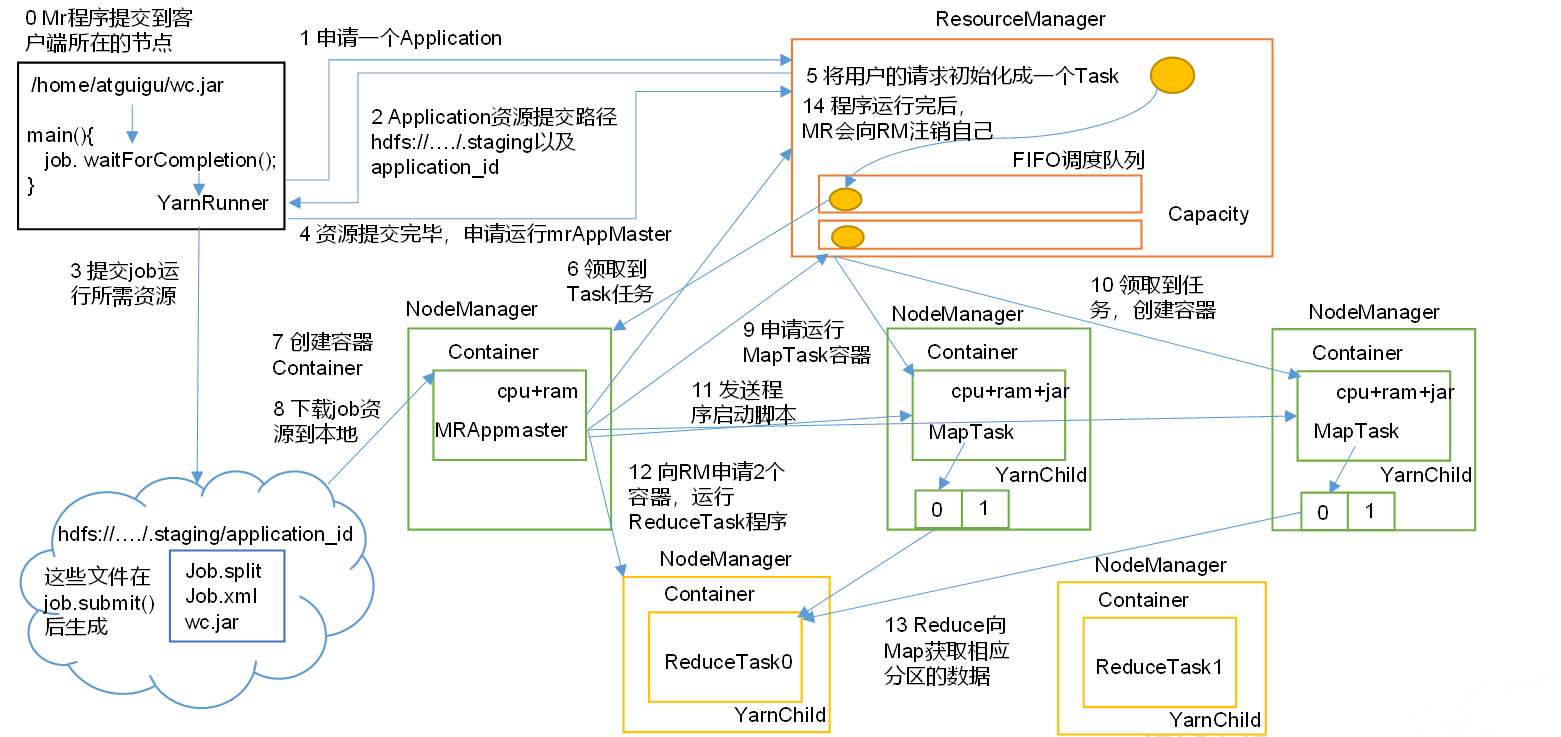 0 Mr程序提交到客
户端所在的节点
/home/atguigu/wc.jar
main(){
job. waitForCompletion();
}
YarnRunner
1 申请一个Application
2 Application资源提交路径
hdfs://…./.staging以及
application_id
4 资源提交完毕，申请运行mrAppMaster
ResourceManager
5 将用户的请求初始化成一个Task
14 程序运行完后，
MR会向RM注销自己
FIFO调度队列
Capacity
3 提交job运
行所需资源
6 领取到
Task任务
7 创建容器
Container
8 下载job资
源到本地
NodeManager
Container
cpu+ram
MRAppmaster
9 申请运行
MapTask容器
10 领取到任
务，创建容器
11 发送程
序启动脚本
NodeManager
Container
cpu+ram+jar
MapTask
YarnChild
0
1
NodeManager
Container
cpu+ram+jar
MapTask
YarnChild
0
1
hdfs://…./.staging/application_id
这些文件在
job.submit()
后生成
Job.split
Job.xml
wc.jar
12 向RM申请2个
容器，运行
ReduceTask程序
NodeManager
Container
ReduceTask0
YarnChild
13 Reduce向
Map获取相应
分区的数据
NodeManager
Container
ReduceTask1
YarnChild